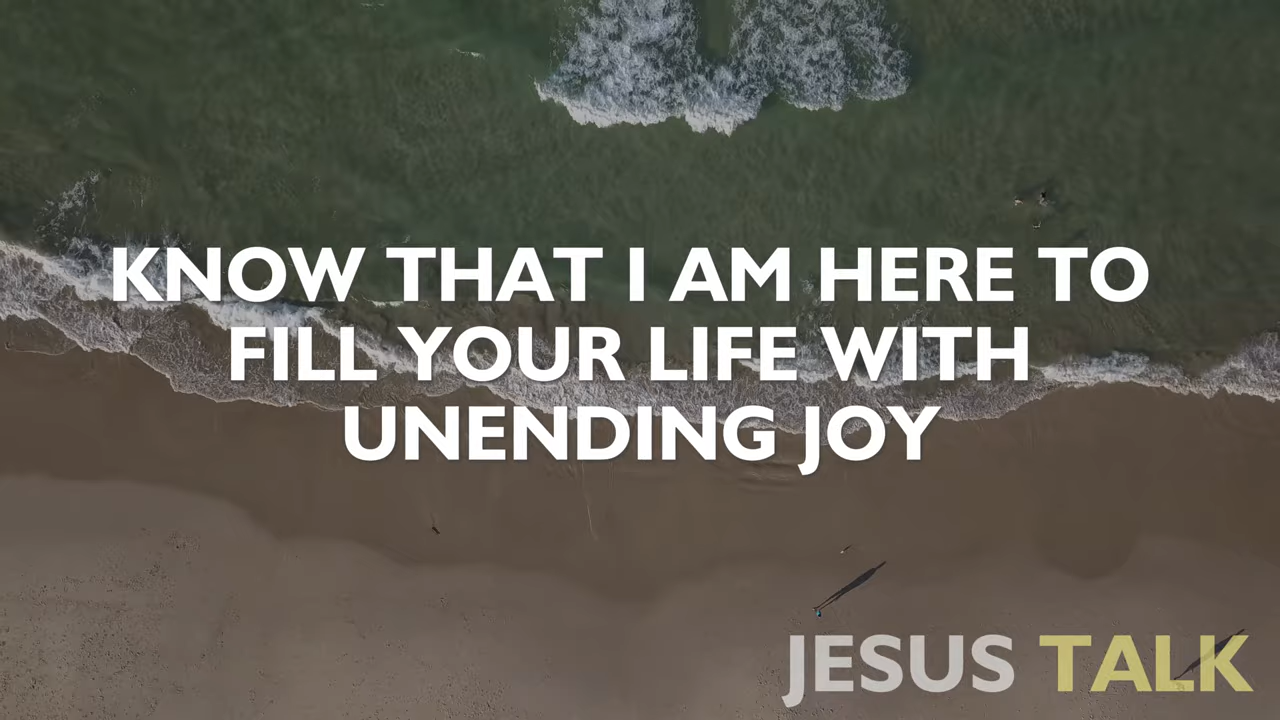 KNOW THAT I AM HERE TO
FILL YOUR LIFE WITH
UNENDING JOY
JESUS TALK